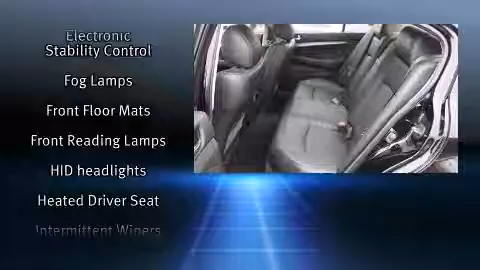 Electronic
Stability Control
Fog Lamps
Front Floor Mats
Front Reading Lamps
HID headlights
Heated Driver Seat
Intermittent Wipers